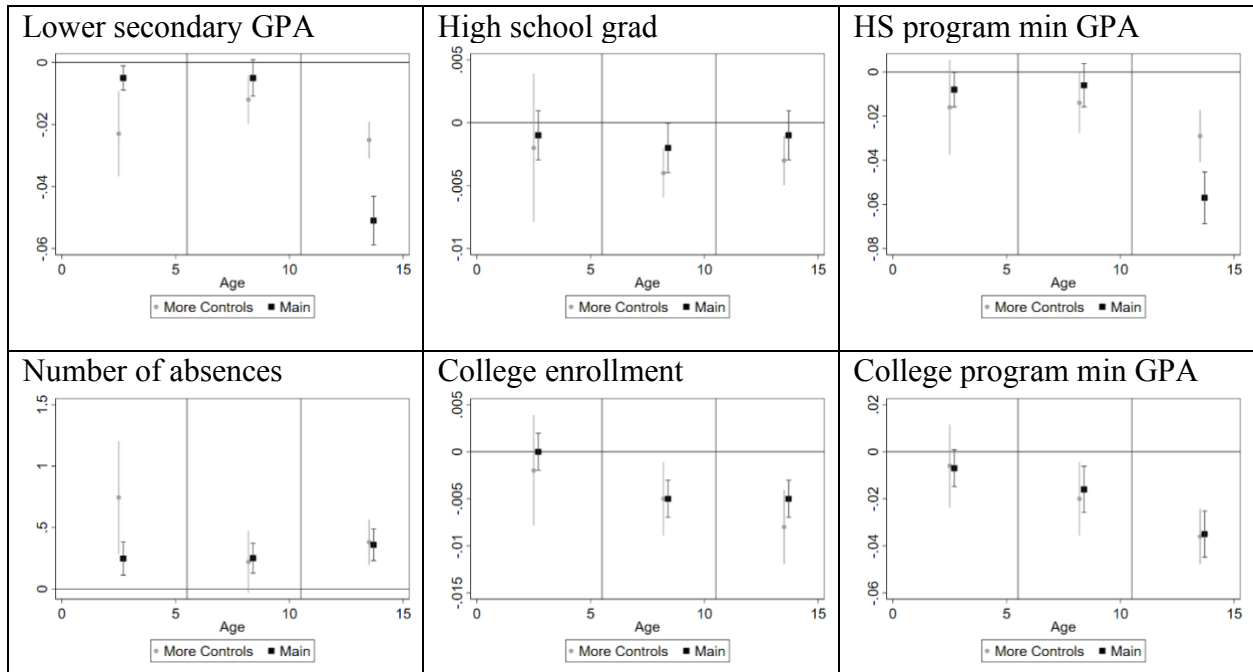 Lower secondary GPA
0
-.02
-.04
-.06
0 5 10 15
Age
More Controls Main
High school grad
.005
0
-.005
-.01
0 5 10 15
Age
More Controls Main
HS program min GPA
0
-.02
-.04
-.06
-.08
0 5 10 15
Age
More Controls Main
Number of absences
1.5
1
.5
0
0 5 10 15
Age
More Controls Main
College enrollment
.005
0
-.005
-.01
-.015
0 5 10 15
Age
More Controls Main
College program min GPA
.02
0
-.02
-.04
-.06
0 5 10 15
Age
More Controls Main